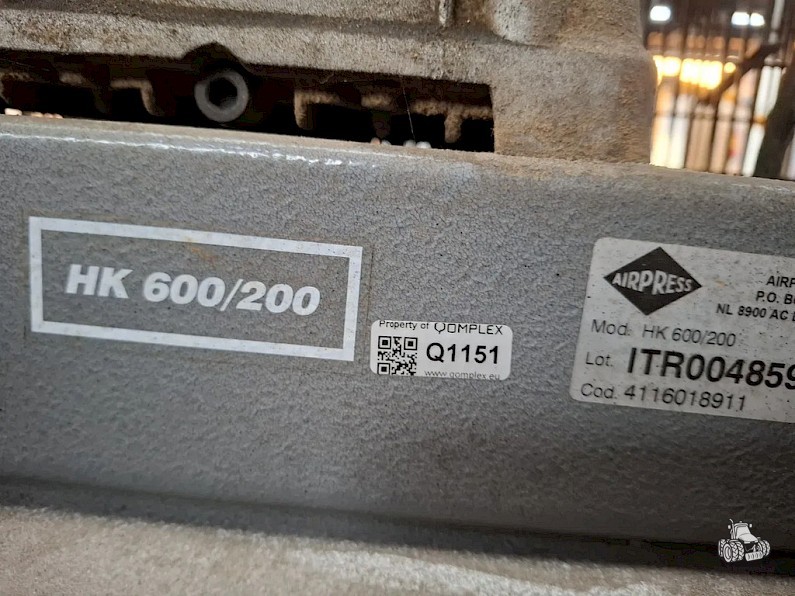 HK 600/200
Property of QOMPLEX
Q1151
www.qomplex.eu
AIRPRESS
P.O.
NL 8900 AC
Mod. HK 600/200
Lot. ITR004859
Cod. 4116018911